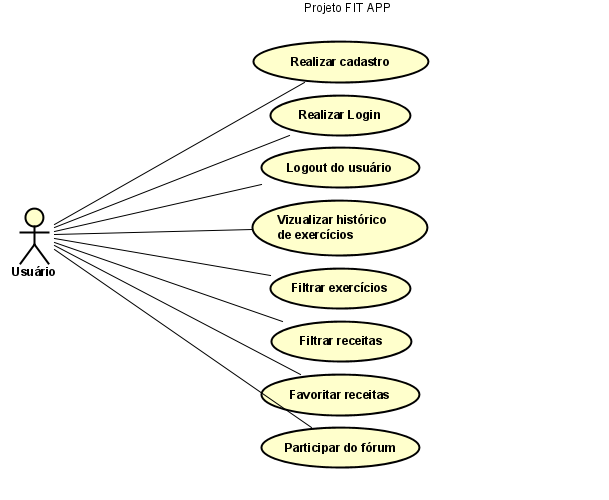 Projeto FIT APP
Realizar cadastro
Realizar Login
Logout do usuário
Vizualizar histórico
de exercícios
Usuário
Filtrar exercícios
Filtrar receitas
Favoritar receitas
Participar do fórum